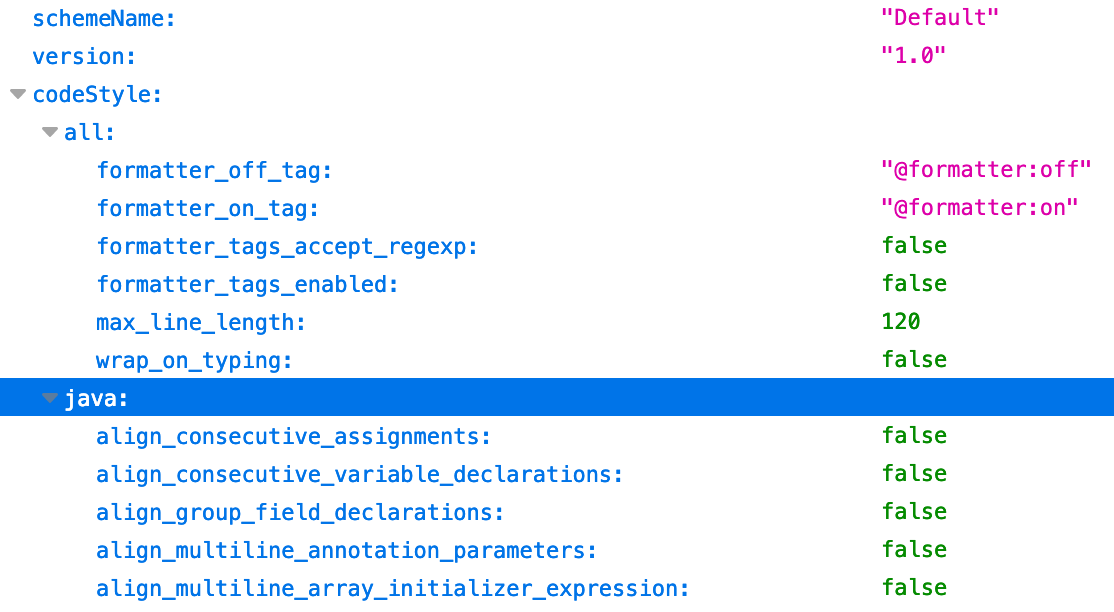 schemeName: "Default"
version: "1.0"
codeStyle:
all:
formatter_off_tag: "@formatter:off"
formatter_on_tag: "@formatter:on"
formatter_tags_accept_regexp: false
formatter_tags_enabled: false
max_line_length: 120
wrap_on_typing: false
java:
align_consecutive_assignments: false
align_consecutive_variable_declarations: false
align_group_field_declarations: false
align_multiline_annotation_parameters: false
align_multiline_array_initializer_expression: false